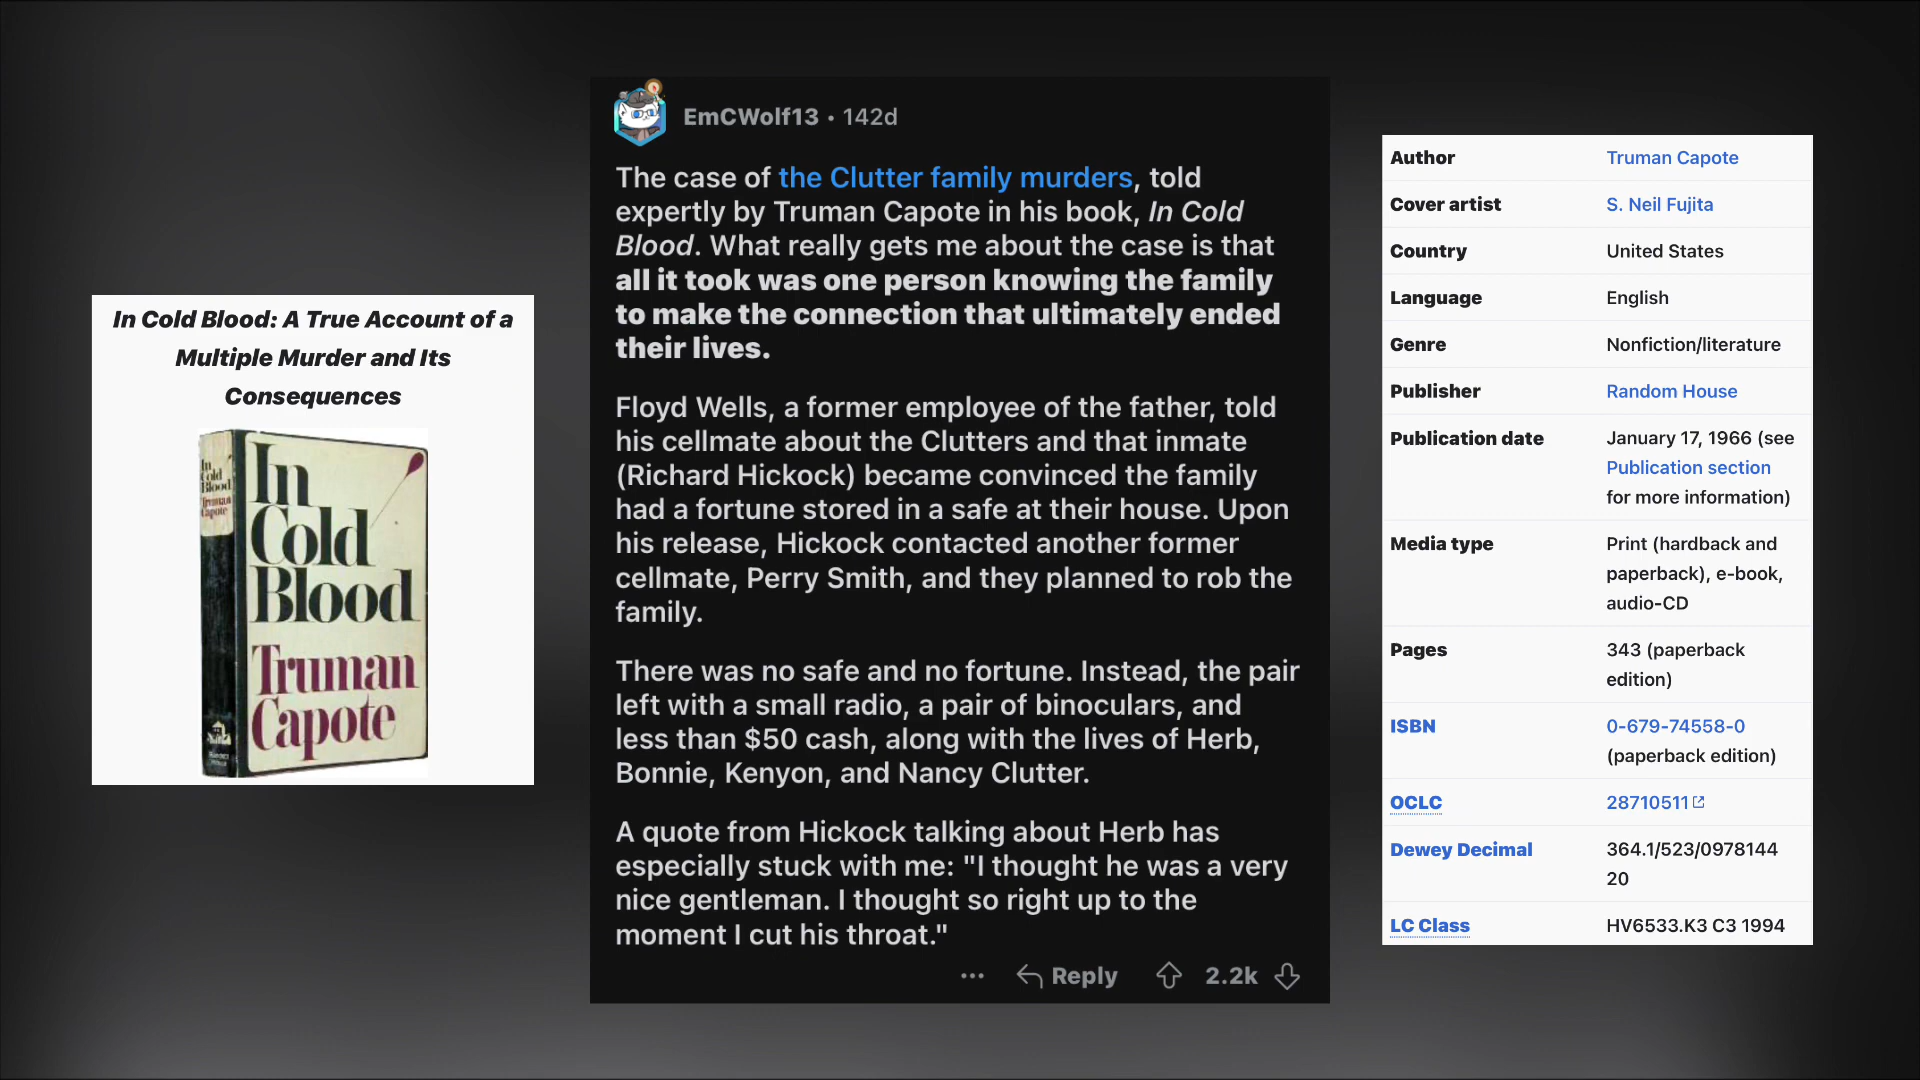 In Cold Blood: A True Account of a
Multiple Murder and Its
Consequences
In
Cold
Blood
Truman
Capote
In
Cold
Blood
Truman
Capote
EmCWolf13 • 142d
The case of the Clutter family murders, told
expertly by Truman Capote in his book, In Cold
Blood. What really gets me about the case is that
all it took was one person knowing the family
to make the connection that ultimately ended
their lives.
Floyd Wells, a former employee of the father, told
his cellmate about the Clutters and that inmate
(Richard Hickock) became convinced the family
had a fortune stored in a safe at their house. Upon
his release, Hickock contacted another former
cellmate, Perry Smith, and they planned to rob the
family.
There was no safe and no fortune. Instead, the pair
left with a small radio, a pair of binoculars, and
less than $50 cash, along with the lives of Herb,
Bonnie, Kenyon, and Nancy Clutter.
A quote from Hickock talking about Herb has
especially stuck with me: "I thought he was a very
nice gentleman. I thought so right up to the
moment I cut his throat."
... Reply 2.2k
Author Truman Capote
Cover artist S. Neil Fujita
Country United States
Language English
Genre Nonfiction/literature
Publisher Random House
Publication date January 17, 1966 (see
Publication section
for more information)
Media type Print (hardback and
paperback), e-book,
audio-CD
Pages 343 (paperback
edition)
ISBN 0-679-74558-0
(paperback edition)
OCLC 28710511
Dewey Decimal 364.1/523/0978144
20
LC Class HV6533.K3 C3 1994